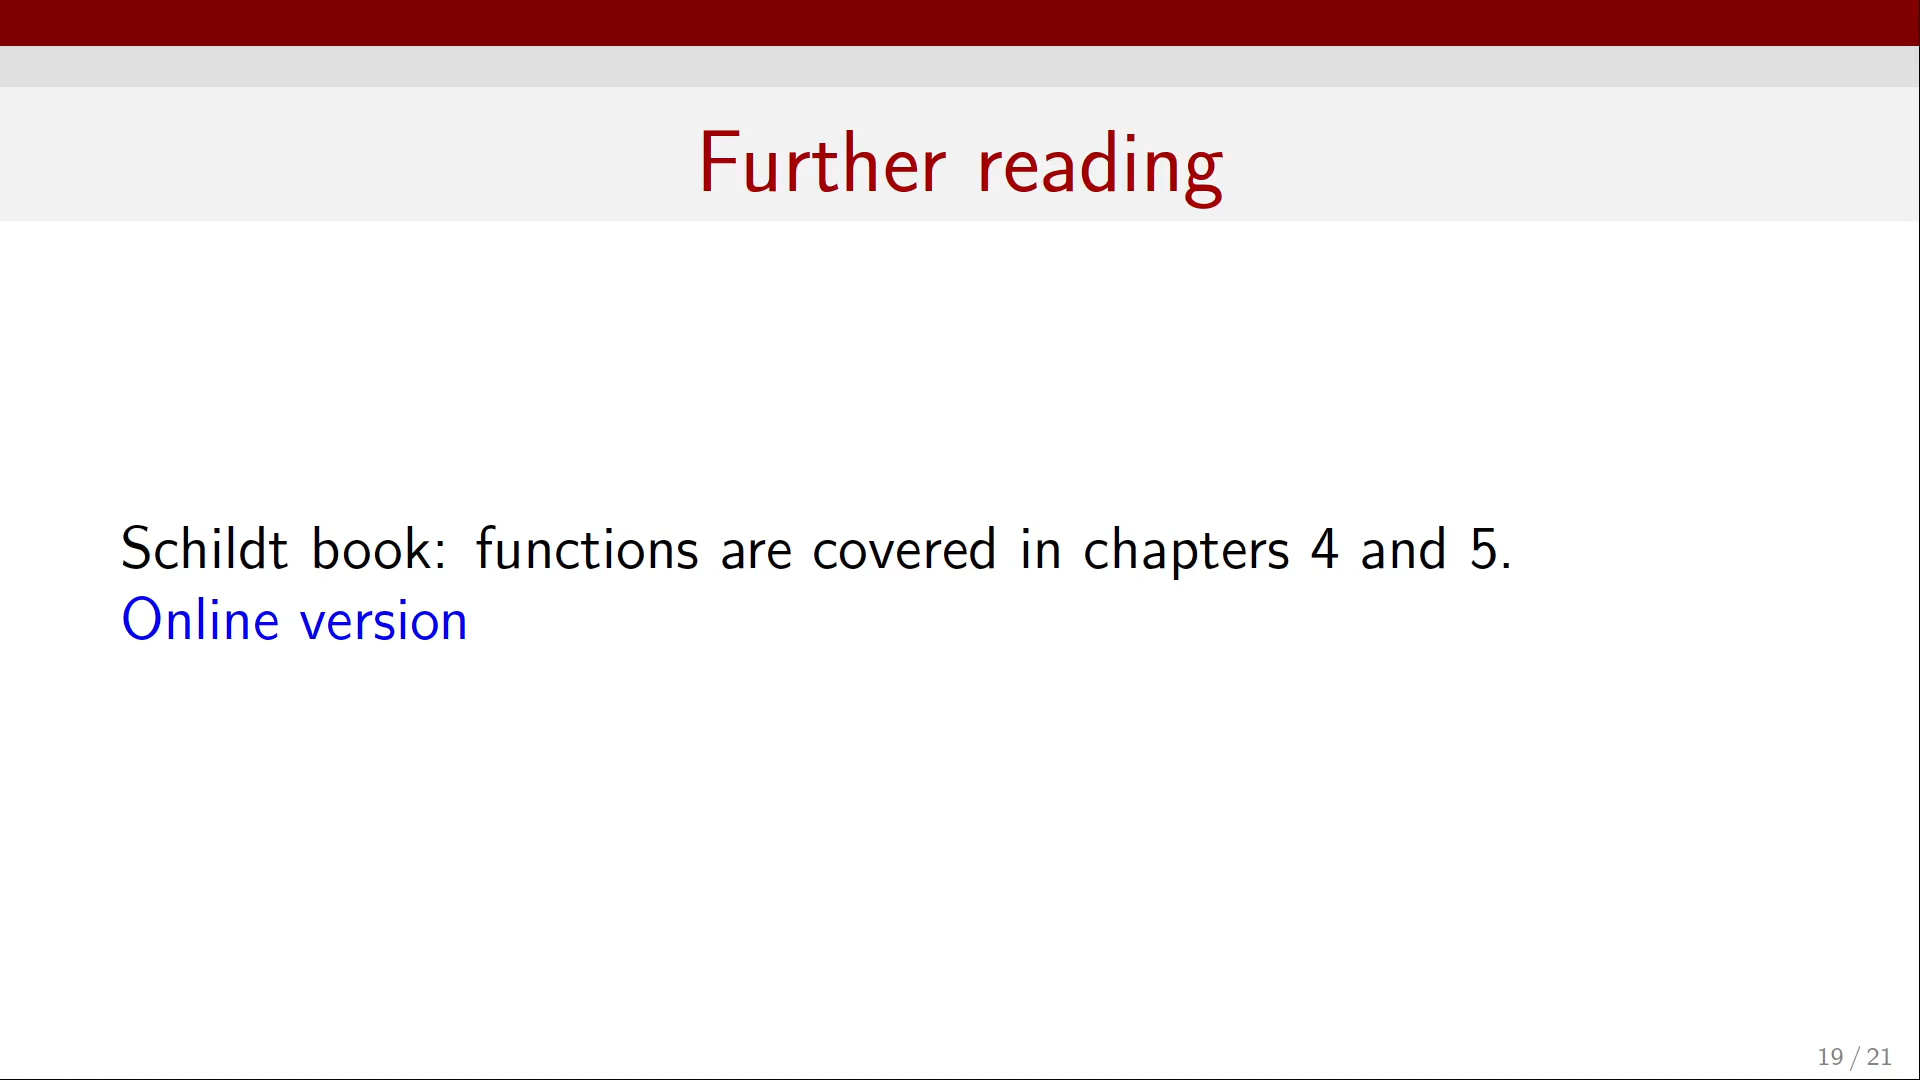 Further reading
Schildt book: functions are covered in chapters 4 and 5.
Online version
19 / 21